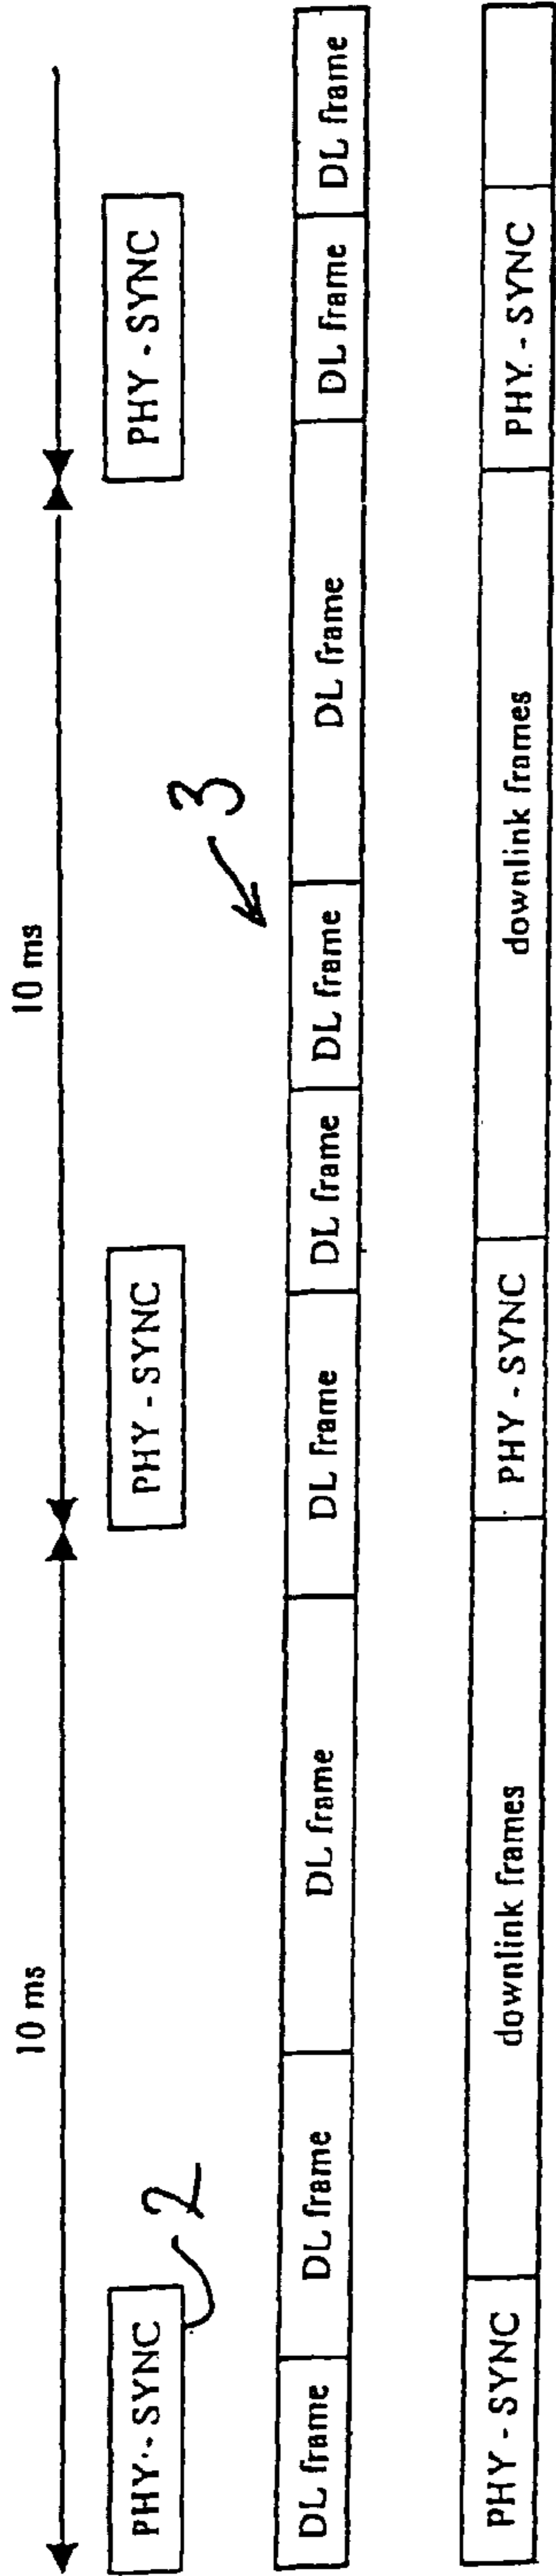 10 ms 10 ms
PHY - SYNC PHY - SYNC PHY - SYNC
2 3
DL frame DL frame DL frame DL frame DL frame DL frame DL frame DL frame DL frame
PHY - SYNC downlink frames PHY - SYNC downlink frames PHY - SYNC